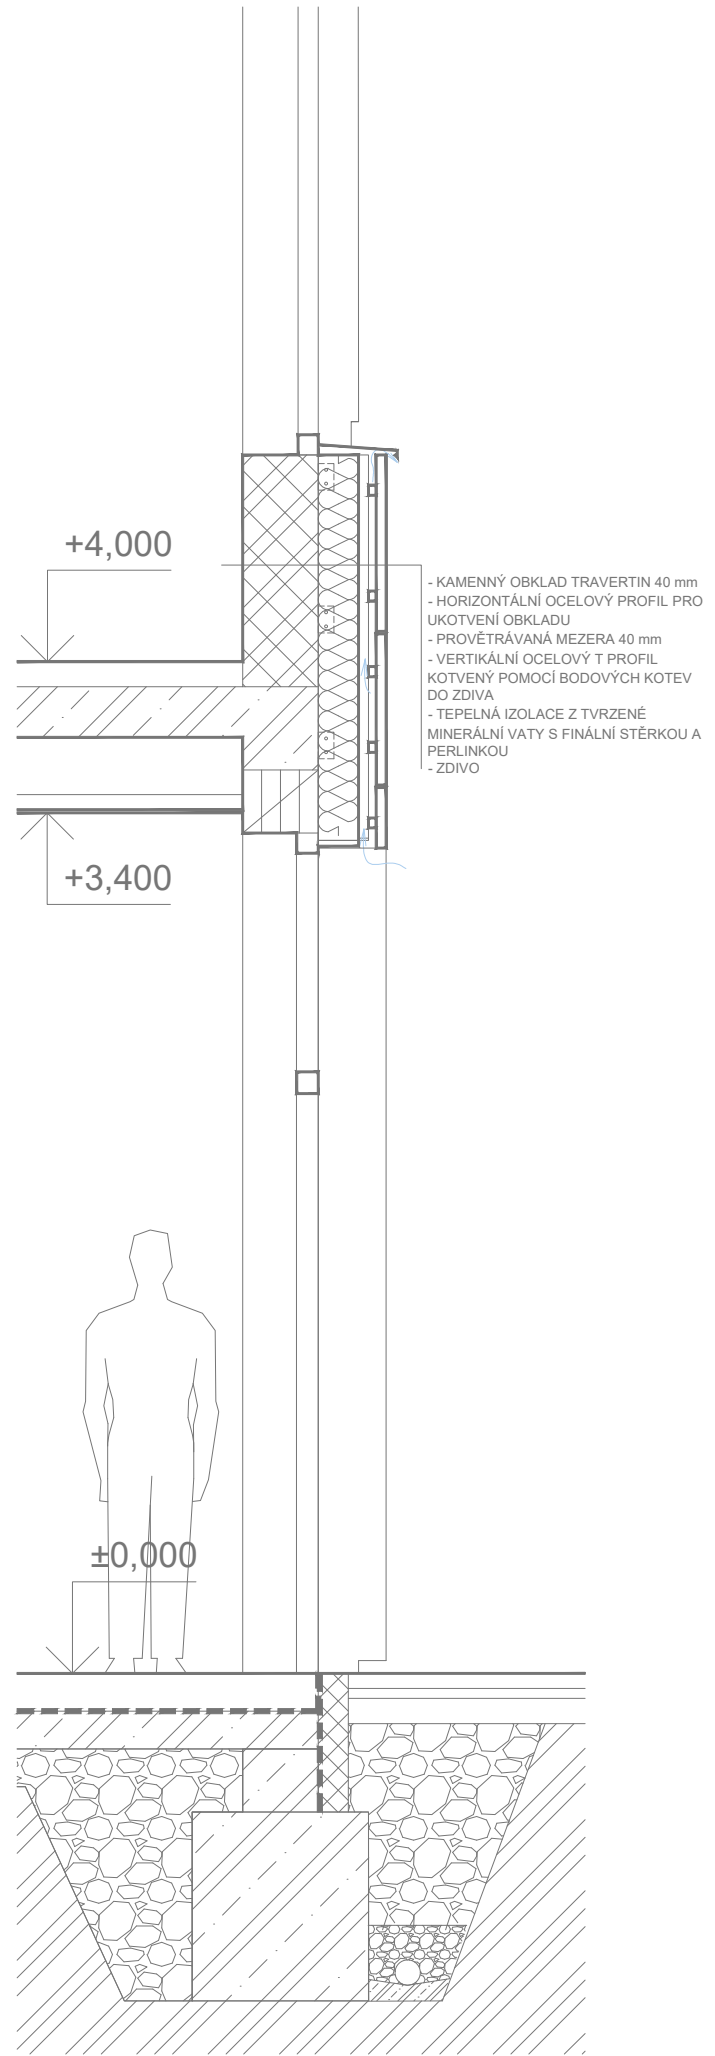 +4,000
- KAMENNÝ OBKLAD TRAVERTIN 40 mm
- HORIZONTÁLNÍ OCELOVÝ PROFIL PRO
UKOTVENÍ OBKLADU
- PROVĚTRÁVANÁ MEZERA 40 mm
- VERTIKÁLNÍ OCELOVÝ T PROFIL
KOTVENÝ POMOCÍ BODOVÝCH KOTEV
DO ZDIVA
- TEPELNÁ IZOLACE Z TVRZENÉ
MINERÁLNÍ VATY S FINÁLNÍ STĚRKOU A
PERLINKOU
- ZDIVO
+3,400
±0,000